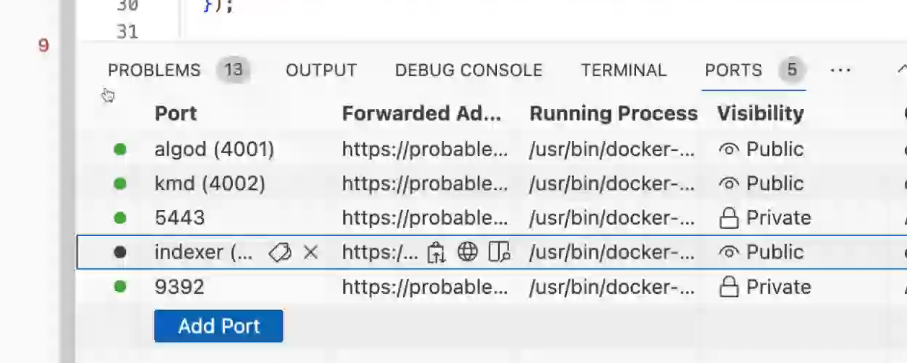 30 });
31
9
PROBLEMS 13 OUTPUT DEBUG CONSOLE TERMINAL PORTS 5 ...
Port Forwarded Ad... Running Process Visibility
algod (4001) https://probable... /usr/bin/docker-... Public
kmd (4002) https://probable... /usr/bin/docker-... Public
5443 https://probable... /usr/bin/docker-... Private
indexer (... https:/... /usr/bin/docker-... Public
9392 https://probable... /usr/bin/docker-... Private
Add Port